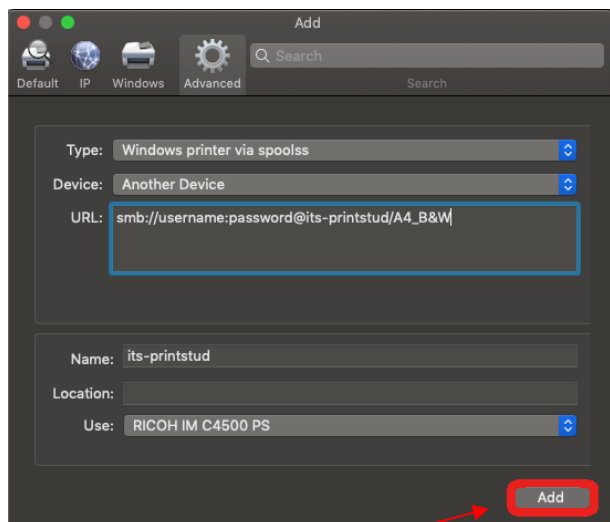 Add
Search
Default IP Windows Advanced Search
Type: Windows printer via spoolss
Device: Another Device
URL: smb://username:password@its-printstud/A4_B&W
Name: its-printstud
Location:
Use: RICOH IM C4500 PS
Add